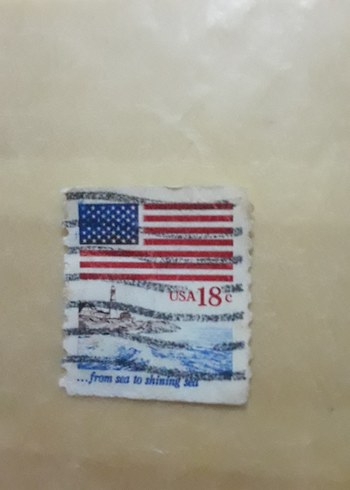 USA 18c
...from sea to shining sea